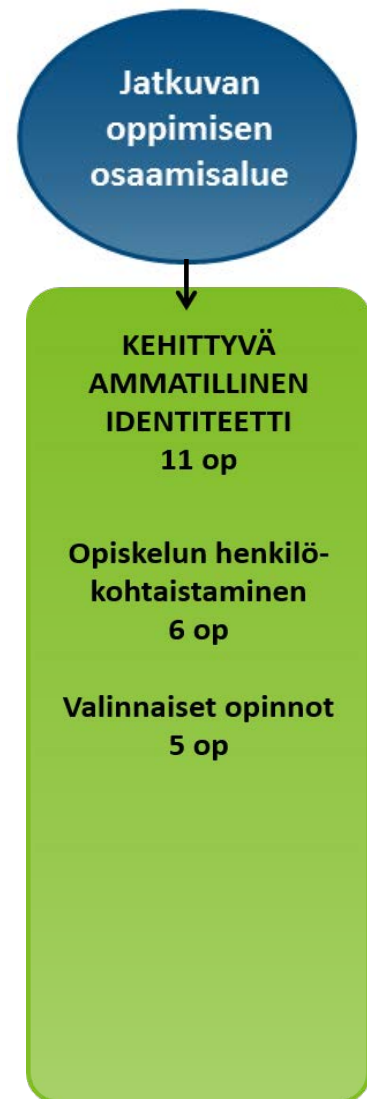 Jatkuvan
oppimisen
osaamisalue
KEHITTYVÄ
AMMATILLINEN
IDENTITEETTI
11 op
Opiskelun henkilö-
kohtaistaminen
6 op
Valinnaiset opinnot
5 op